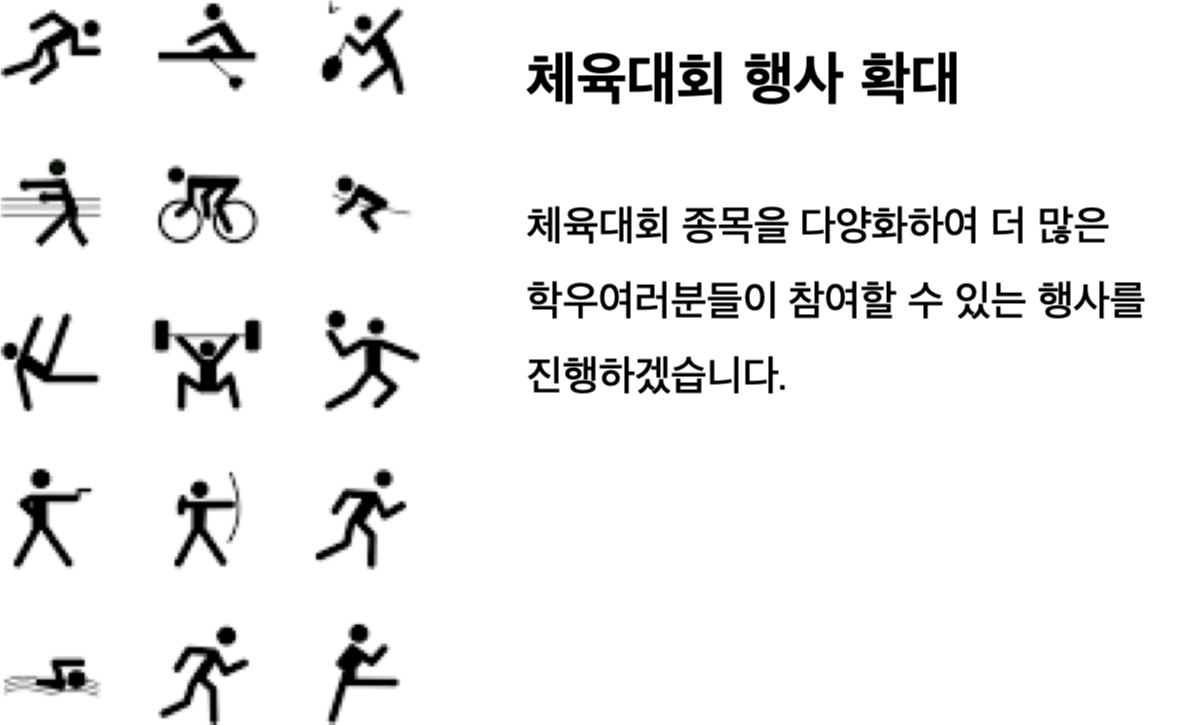 체육대회 행사 확대
체육대회 종목을 다양화하여 더 많은
학우여러분들이 참여할 수 있는 행사를
진행하겠습니다.